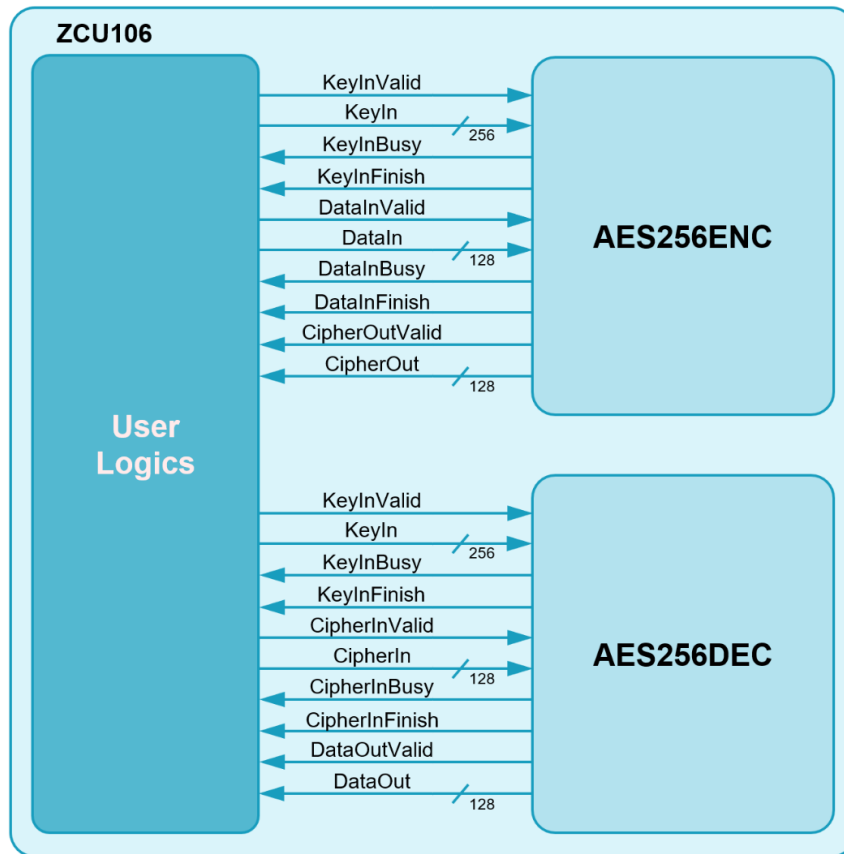 ZCU106
KeyInValid
KeyIn
256
KeyInBusy
KeyInFinish
DataInValid
DataIn
128
DataInBusy
DataInFinish
CipherOutValid
CipherOut
128
AES256ENC
User
Logics
KeyInValid
KeyIn
256
KeyInBusy
KeyInFinish
CipherInValid
CipherIn
128
CipherInBusy
CipherInFinish
DataOutValid
DataOut
128
AES256DEC